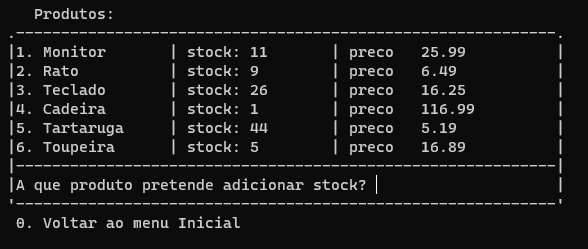 Produtos:
1. Monitor | stock: 11 | preco 25.99
2. Rato | stock: 9 | preco 6.49
3. Teclado | stock: 26 | preco 16.25
4. Cadeira | stock: 1 | preco 116.99
5. Tartaruga | stock: 44 | preco 5.19
6. Toupeira | stock: 5 | preco 16.89
A que produto pretende adicionar stock?
0. Voltar ao menu Inicial